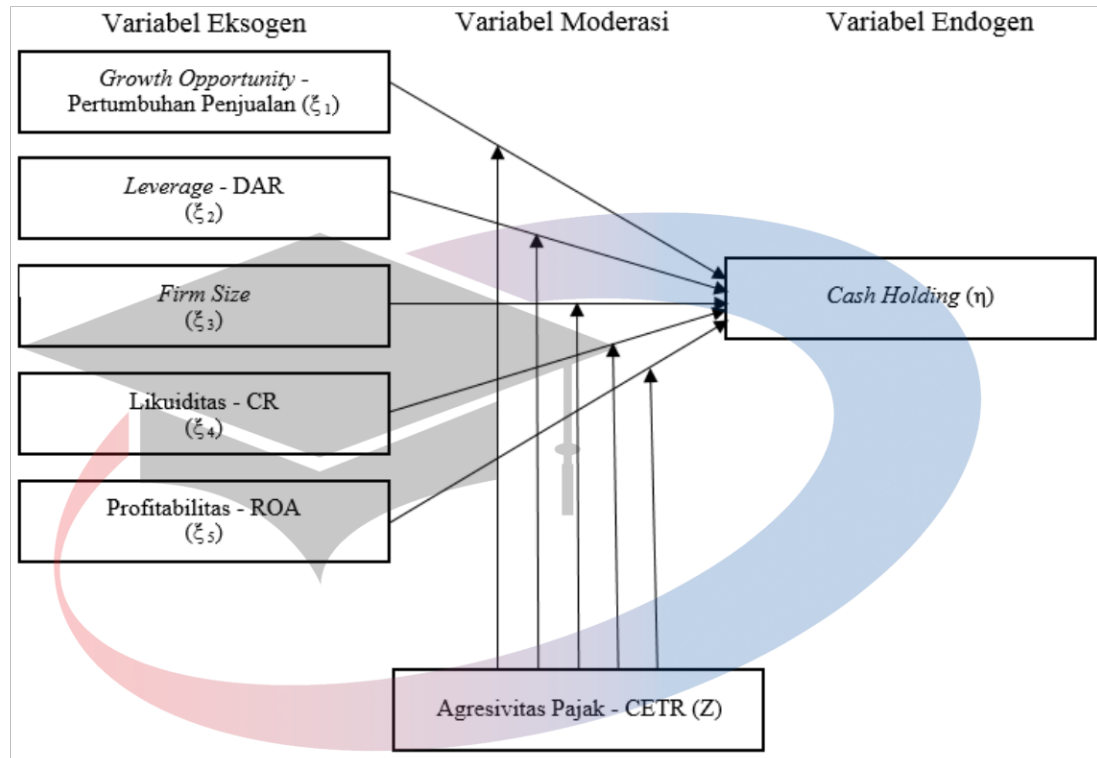 Variabel Eksogen
Variabel Moderasi
Variabel Endogen
Growth Opportunity -
Pertumbuhan Penjualan (ξ₁)
Leverage - DAR
(ξ₂)
Firm Size
(ξ₃)
Likuiditas - CR
(ξ₄)
Profitabilitas - ROA
(ξ₅)
Cash Holding (η)
Agresivitas Pajak - CETR (Z)